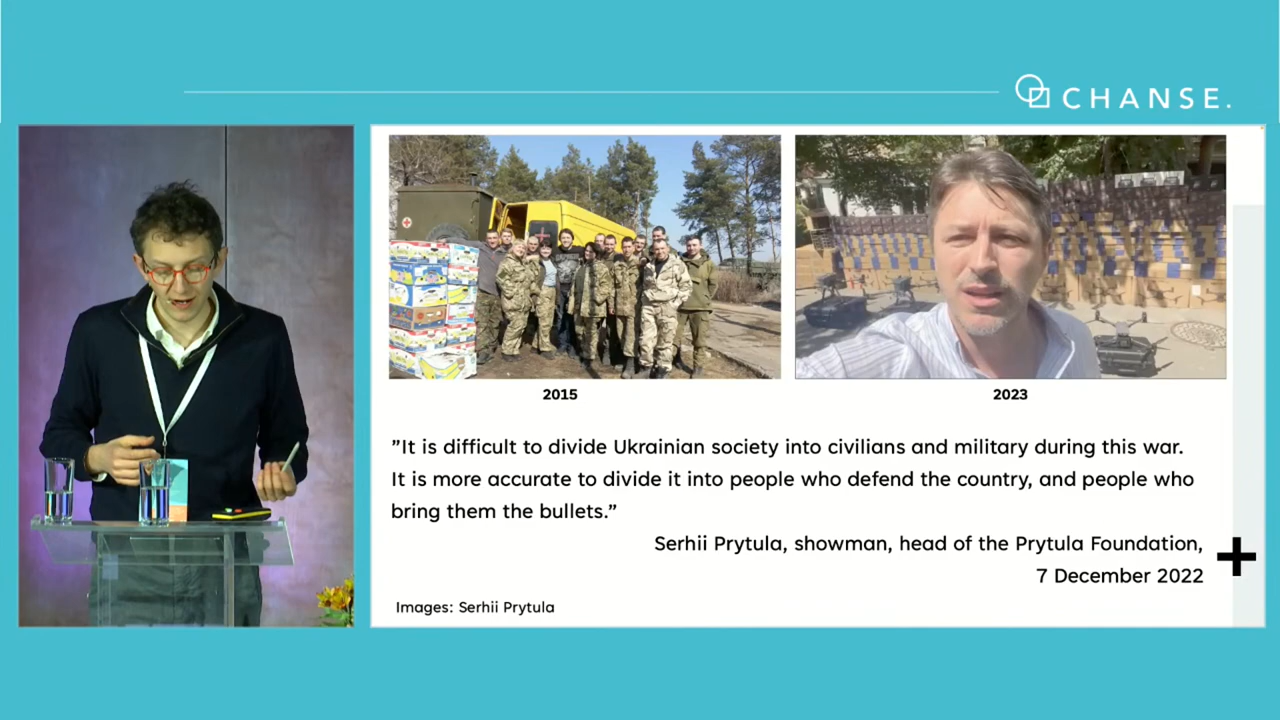 CHANSE.
2015
2023
”It is difficult to divide Ukrainian society into civilians and military during this war.
It is more accurate to divide it into people who defend the country, and people who
bring them the bullets.”
Serhii Prytula, showman, head of the Prytula Foundation,
7 December 2022
Images: Serhii Prytula